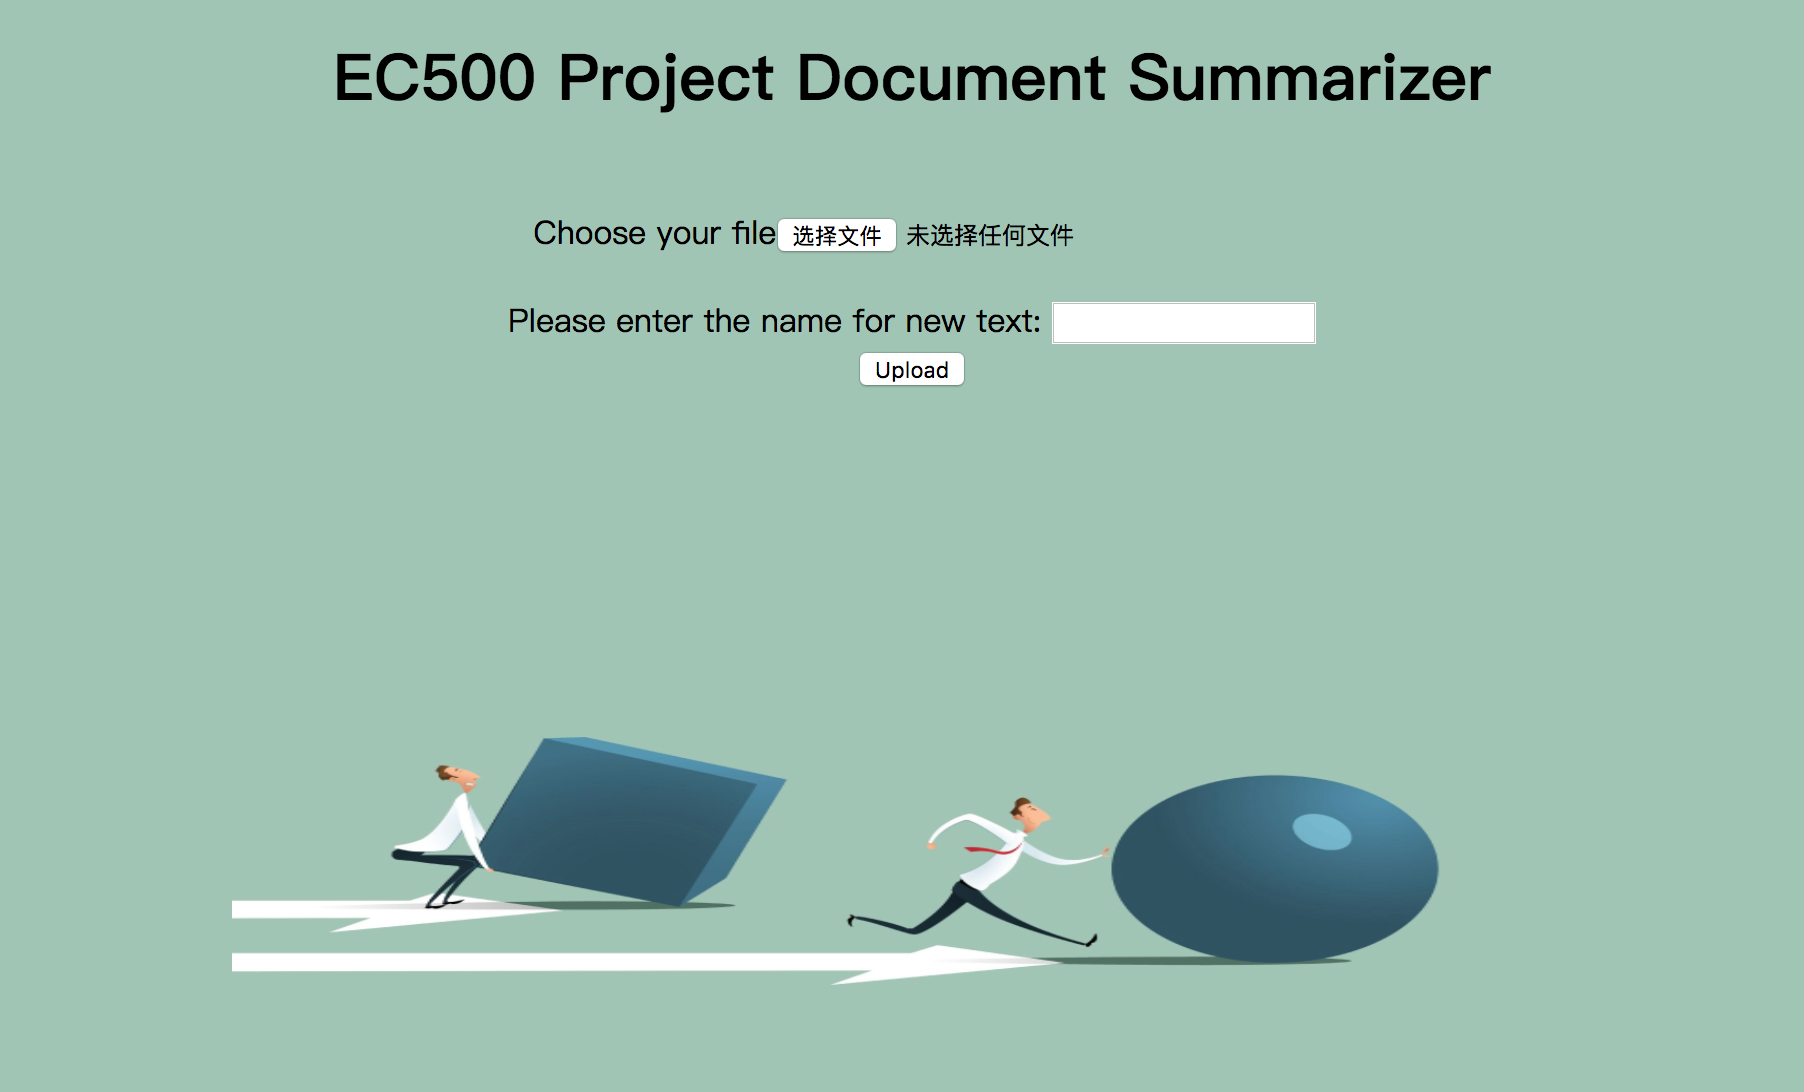 EC500 Project Document Summarizer
Choose your file 选择文件 未选择任何文件
Please enter the name for new text:
Upload